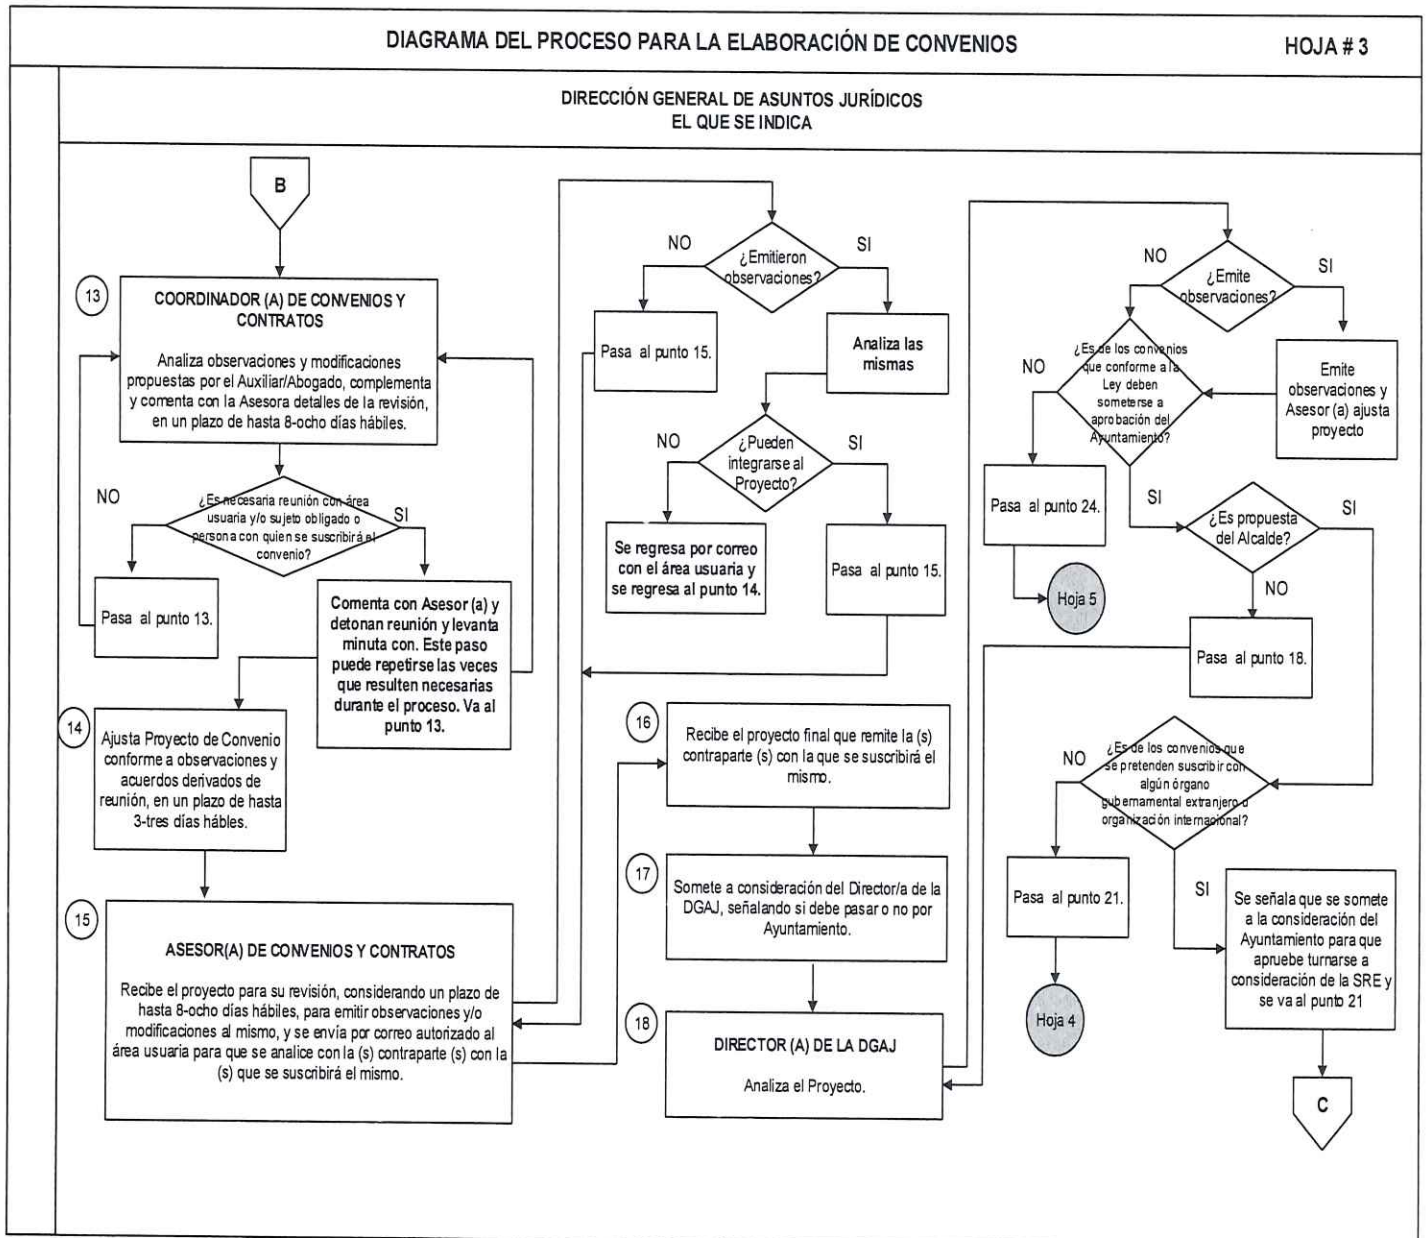 DIAGRAMA DEL PROCESO PARA LA ELABORACIÓN DE CONVENIOS
HOJA # 3
DIRECCIÓN GENERAL DE ASUNTOS JURÍDICOS
EL QUE SE INDICA
B
13
COORDINADOR (A) DE CONVENIOS Y
CONTRATOS
Analiza observaciones y modificaciones
propuestas por el Auxiliar/Abogado, complementa
y comenta con la Asesora detalles de la revisión,
en un plazo de hasta 8-ocho días hábiles.
NO
¿Es necesaria reunión con área
usuaria y/o sujeto obligado o
persona con quien se suscribirá el
convenio?
SI
Pasa al punto 13.
Comenta con Asesor (a) y
detonan reunión y levanta
minuta con. Este paso
puede repetirse las veces
que resulten necesarias
durante el proceso. Va al
punto 13.
14
Ajusta Proyecto de Convenio
conforme a observaciones y
acuerdos derivados de
reunión, en un plazo de hasta
3-tres días hábles.
15
ASESOR(A) DE CONVENIOS Y CONTRATOS
Recibe el proyecto para su revisión, considerando un plazo de
hasta 8-ocho días hábiles, para emitir observaciones y/o
modificaciones al mismo, y se envía por correo autorizado al
área usuaria para que se analice con la (s) contraparte (s) con la
(s) que se suscribirá el mismo.
NO
¿Emitieron
observaciones?
SI
Pasa al punto 15.
Analiza las
mismas
NO
¿Pueden
integrarse al
Proyecto?
SI
Se regresa por correo
con el área usuaria y
se regresa al punto 14.
Pasa al punto 15.
16
Recibe el proyecto final que remite la (s)
contraparte (s) con la que se suscribirá el
mismo.
17
Somete a consideración del Director/a de la
DGAJ, señalando si debe pasar o no por
Ayuntamiento.
18
DIRECTOR (A) DE LA DGAJ
Analiza el Proyecto.
NO
¿Emite
observaciones?
SI
NO
¿Es de los convenios
que conforme a la
Ley deben
someterse a
aprobación del
Ayuntamiento?
Emite
observaciones y
Asesor (a) ajusta
proyecto
Pasa al punto 24.
SI
Hoja 5
¿Es propuesta
del Alcalde?
SI
NO
Pasa al punto 18.
NO
¿Es de los convenios que
se pretenden suscribir con
algún órgano
gubernamental extranjero o
organización internacional?
Pasa al punto 21.
SI
Hoja 4
Se señala que se somete
a la consideración del
Ayuntamiento para que
apruebe turnarse a
consideración de la SRE y
se va al punto 21
C